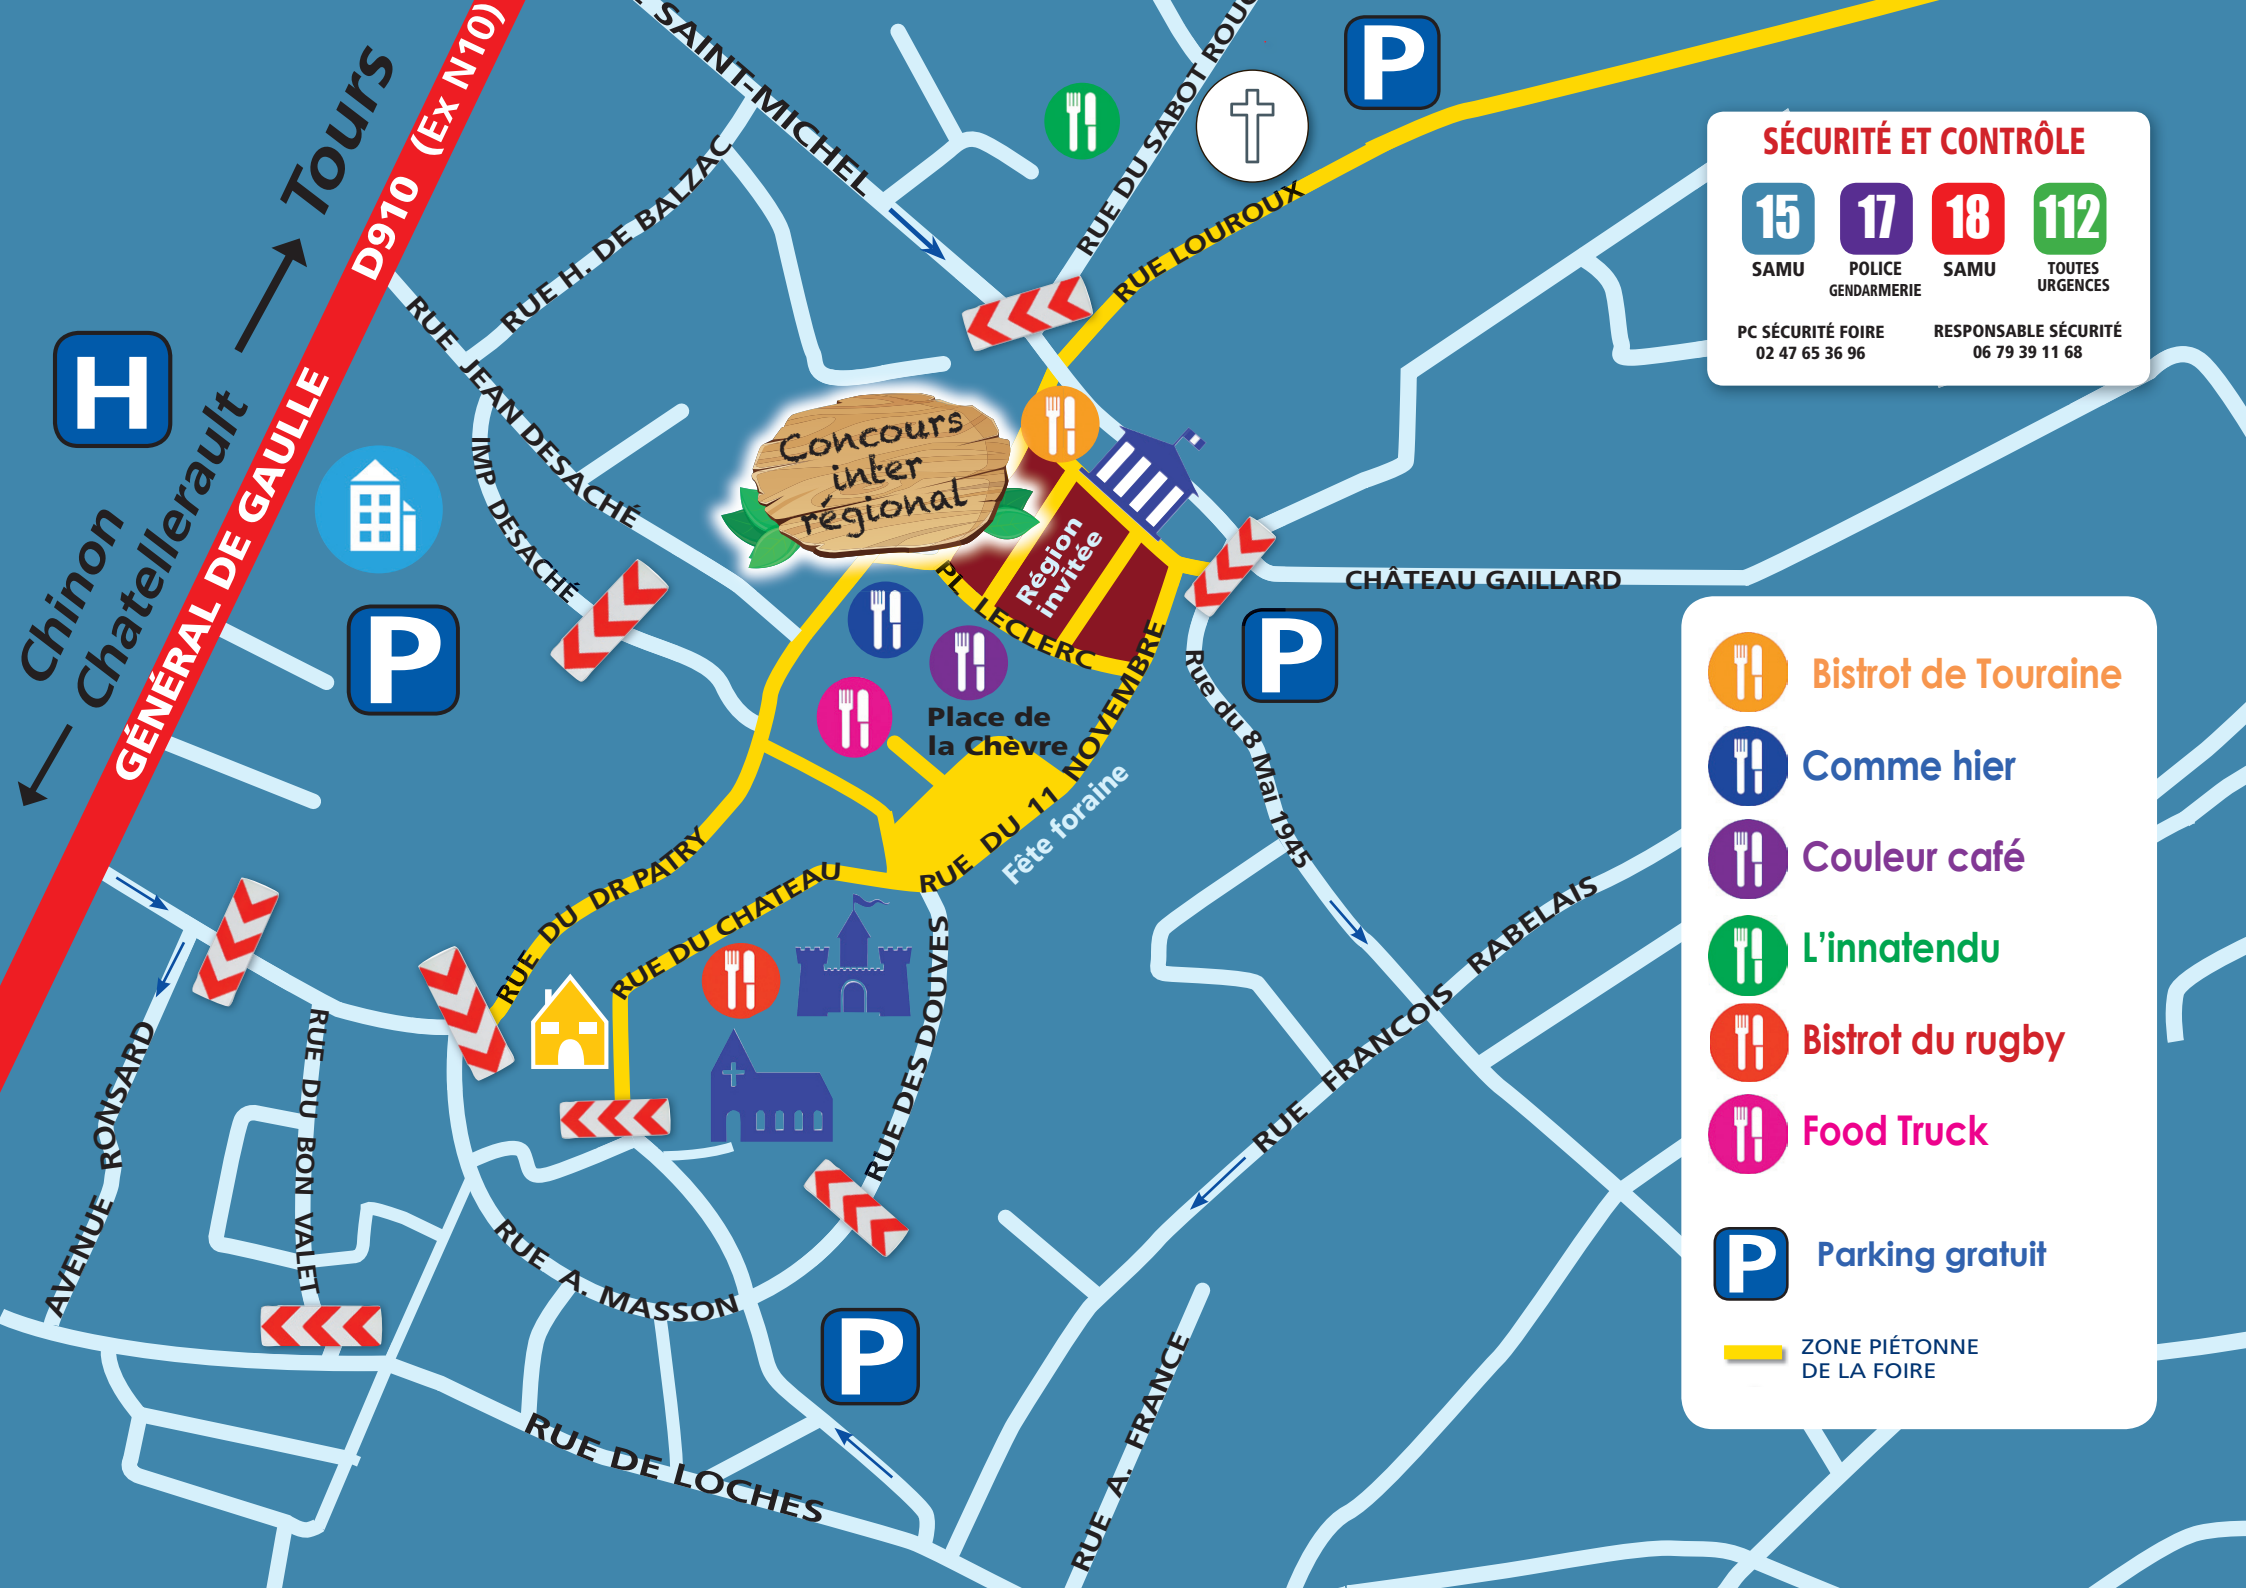 SAINT-MICHEL
RUE DU SABOT
P
D910 (Ex N10)
Tours
RUE H. DE BALZAC
RUE LOUROUX
SÉCURITÉ ET CONTRÔLE
15
17
18
112
SAMU
POLICE
GENDARMERIE
SAMU
TOUTES
URGENCES
PC SÉCURITÉ FOIRE
02 47 65 36 96
RESPONSABLE SÉCURITÉ
06 79 39 11 68
H
RUE JEAN DESACHÉ
IMP DESACHÉ
Chinon
Chatellerault
GÉNÉRAL DE GAULLE
P
Concours
inter
régional
Région
invitée
PL LECLERC
CHÂTEAU GAILLARD
P
Rue du 8 Mai 1945
Place de
la Chèvre
RUE DU 11 NOVEMBRE
Fête foraine
RUE DU DR PATRY
RUE DU CHATEAU
RUE DES DOUVES
RUE FRANCOIS RABELAIS
AVENUE RONSARD
RUE DU BON VALET
RUE A. MASSON
P
RUE DE LOCHES
RUE A. FRANCE
Bistrot de Touraine
Comme hier
Couleur café
L'innatendu
Bistrot du rugby
Food Truck
P
Parking gratuit
ZONE PIÉTONNE
DE LA FOIRE